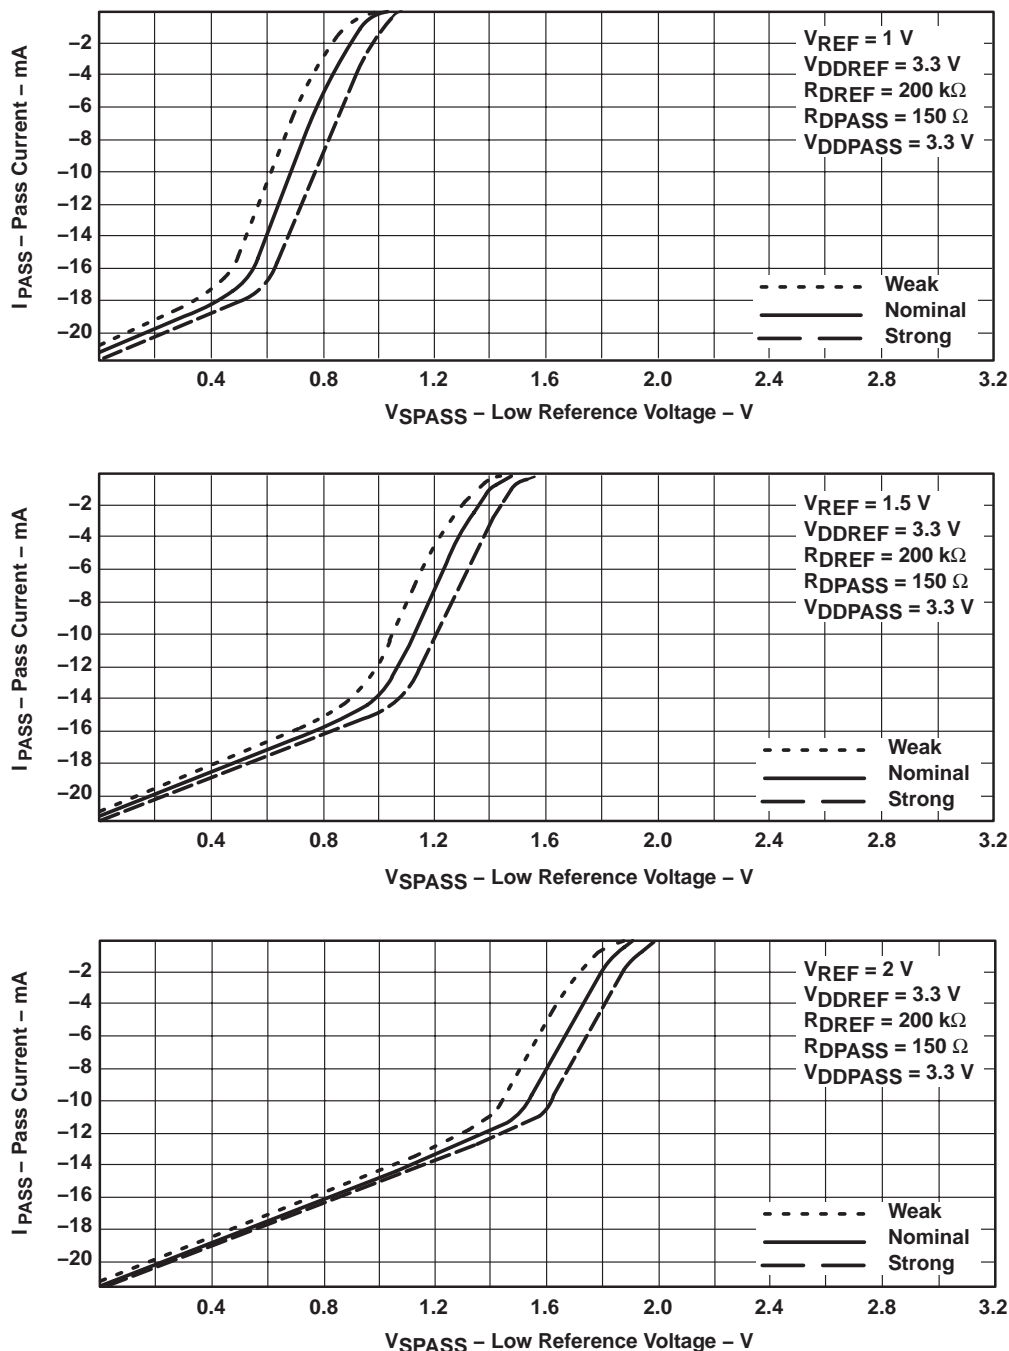 I PASS – Pass Current – mA
–2
–4
–6
–8
–10
–12
–14
–16
–18
–20
VREF = 1 V
VDDREF = 3.3 V
RDREF = 200 kΩ
RDPASS = 150 Ω
VDDPASS = 3.3 V
Weak
Nominal
Strong
0.4 0.8 1.2 1.6 2.0 2.4 2.8 3.2
VSPASS – Low Reference Voltage – V
I PASS – Pass Current – mA
–2
–4
–6
–8
–10
–12
–14
–16
–18
–20
VREF = 1.5 V
VDDREF = 3.3 V
RDREF = 200 kΩ
RDPASS = 150 Ω
VDDPASS = 3.3 V
Weak
Nominal
Strong
0.4 0.8 1.2 1.6 2.0 2.4 2.8 3.2
VSPASS – Low Reference Voltage – V
I PASS – Pass Current – mA
–2
–4
–6
–8
–10
–12
–14
–16
–18
–20
VREF = 2 V
VDDREF = 3.3 V
RDREF = 200 kΩ
RDPASS = 150 Ω
VDDPASS = 3.3 V
Weak
Nominal
Strong
0.4 0.8 1.2 1.6 2.0 2.4 2.8 3.2
VSPASS – Low Reference Voltage – V